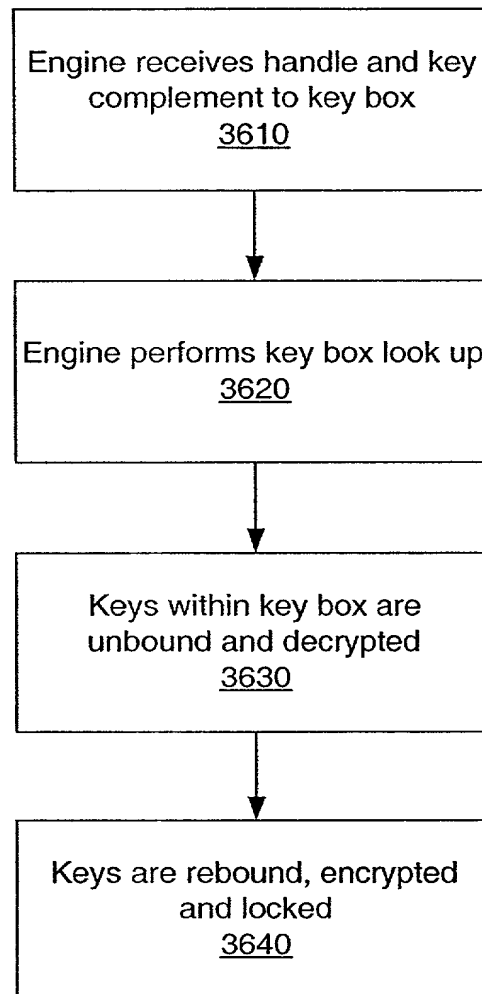 Engine receives handle and key
complement to key box
3610
Engine performs key box look up
3620
Keys within key box are
unbound and decrypted
3630
Keys are rebound, encrypted
and locked
3640